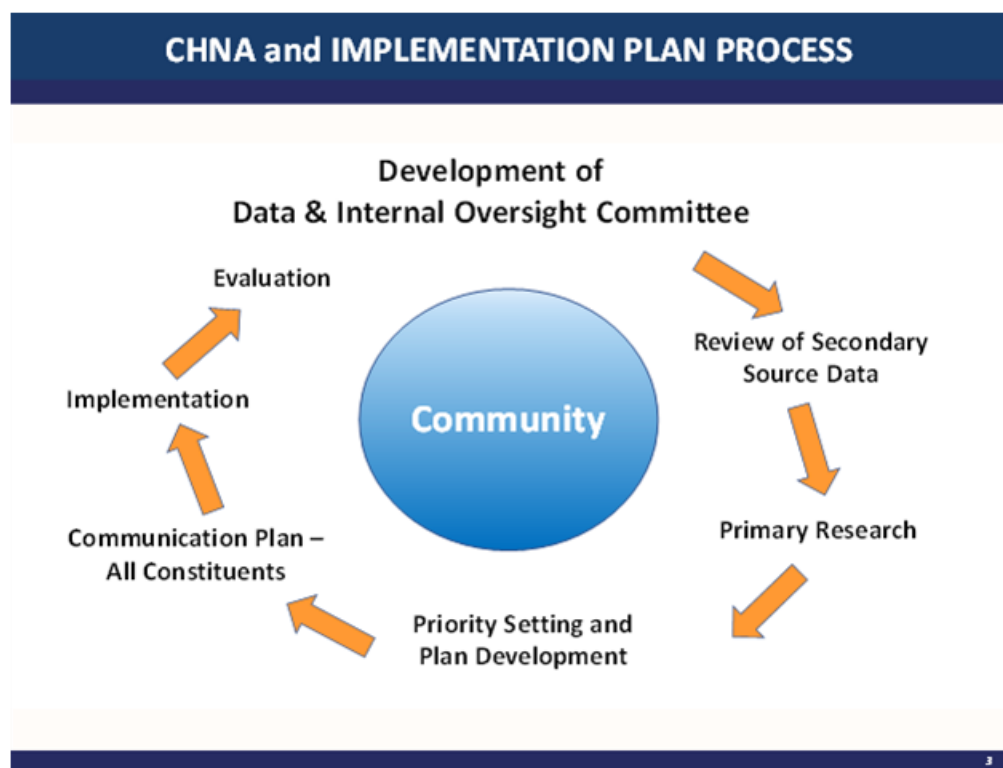 CHNA and IMPLEMENTATION PLAN PROCESS
Development of
Data & Internal Oversight Committee
Review of Secondary
Source Data
Primary Research
Priority Setting and
Plan Development
Communication Plan –
All Constituents
Implementation
Evaluation
Community
3